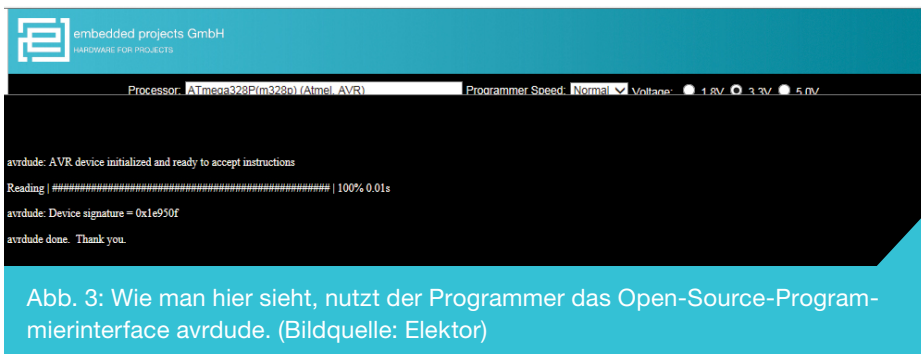 embedded projects GmbH
HARDWARE FOR PROJECTS
Processor: ATmega328P(m328p) (Atmel, AVR) Programmer Speed: Normal Voltage: 1.8V 3.3V 5.0V
avrdude: AVR device initialized and ready to accept instructions
Reading | ################################################## | 100% 0.01s
avrdude: Device signature = 0x1e950f
avrdude done. Thank you.
Abb. 3: Wie man hier sieht, nutzt der Programmer das Open-Source-Program-
mierinterface avrdude. (Bildquelle: Elektor)